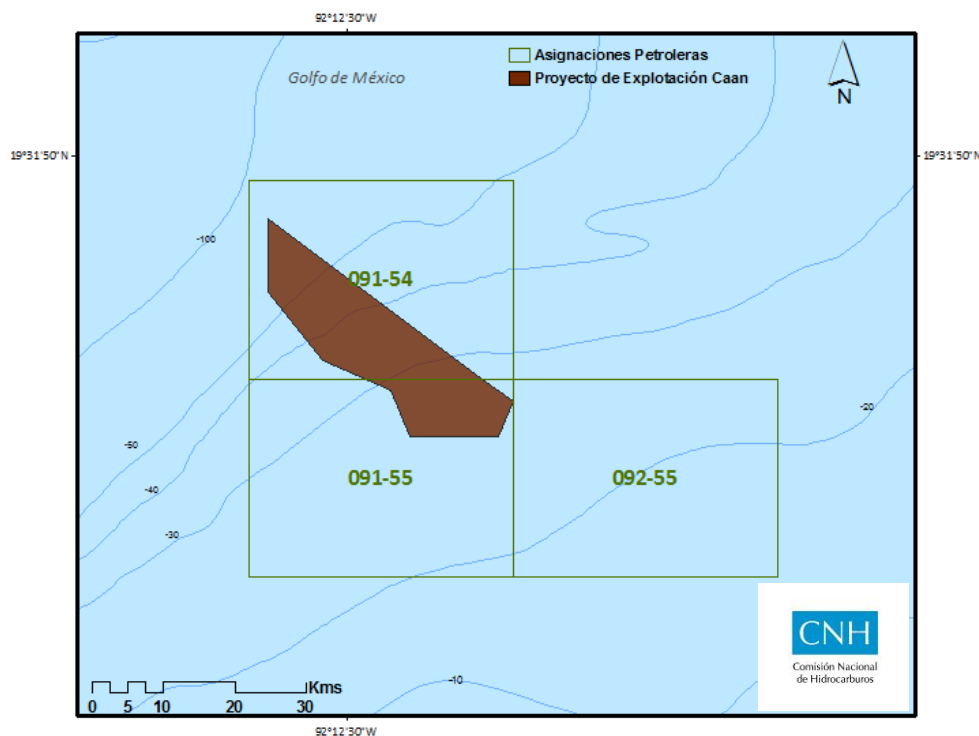 92°12'30"W
Asignaciones Petroleras
Golfo de México
Proyecto de Explotación Caan
N
19°31'50"N
19°31'50"N
-100
091-54
-20
-50
091-55
092-55
-40
-30
CNH
Comisión Nacional
de Hidrocarburos
-10
Kms
0 5 10 20 30
92°12'30"W